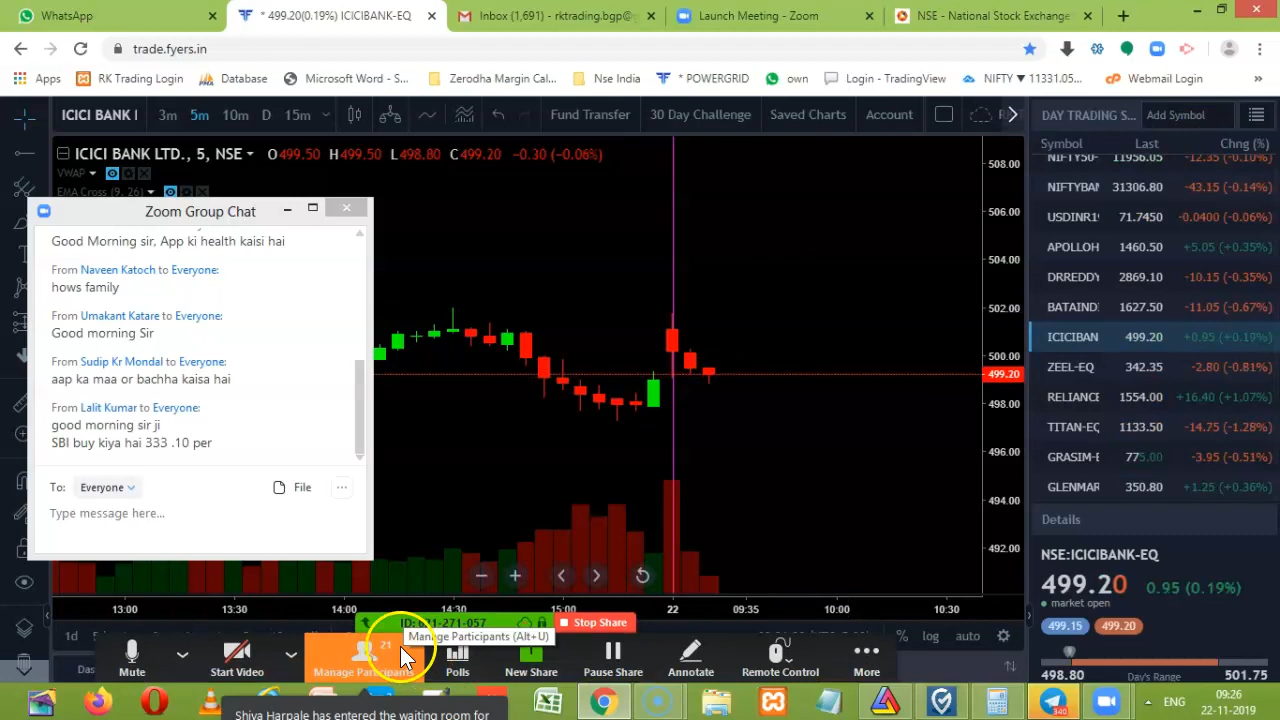 WhatsApp
* 499.20(0.19%) ICICIBANK-EQ
Inbox (1,691) - rktrading.bgp@g
Launch Meeting - Zoom
NSE - National Stock Exchange
trade.fyers.in
Apps
RK Trading Login
Database
Microsoft Word - S...
Zerodha Margin Cal...
Nse India
* POWERGRID
own
Login - TradingView
NIFTY ▼ 11331.05...
Webmail Login
»
ICICI BANK
3m
5m
10m
D
15m
Fund Transfer
30 Day Challenge
Saved Charts
Account
DAY TRADING S...
Add Symbol
ICICI BANK LTD., 5, NSE
O499.50 H499.50 L498.80 C499.20 -0.30 (-0.06%)
VWAP
EMA Cross (9, 26)
Symbol Last Chng (%)
NIFTY50- 11956.05 -12.35 (-0.10%)
NIFTYBAN 31306.80 -43.15 (-0.14%)
USDINR19 71.7450 -0.0400 (-0.06%)
APOLLOH 1460.50 +5.05 (+0.35%)
DRREDDY 2869.10 -10.15 (-0.35%)
BATAIND 1627.50 -11.05 (-0.67%)
ICICIBAN 499.20 +0.95 (+0.19%)
ZEEL-EQ 342.35 -2.80 (-0.81%)
RELIANCE 1554.00 +16.40 (+1.07%)
TITAN-EQ 1133.50 -14.75 (-1.28%)
GRASIM-E 775.00 -3.95 (-0.51%)
GLENMAR 350.80 +1.25 (+0.36%)
Details
NSE:ICICIBANK-EQ
499.20 0.95 (0.19%)
market open
499.15 499.20
498.80 Day's Range 501.75
508.00
506.00
504.00
502.00
500.00
499.20
498.00
496.00
494.00
492.00
Zoom Group Chat
Good Morning sir, App ki health kaisi hai
From Naveen Katoch to Everyone:
hows family
From Umakant Katare to Everyone:
Good morning Sir
From Sudip Kr Mondal to Everyone:
aap ka maa or bachha kaisa hai
From Lalit Kumar to Everyone:
good morning sir ji
SBI buy kiya hai 333 .10 per
To: Everyone
File
...
Type message here...
13:00 13:30 14:00 14:30 15:00 22 09:35 10:00 10:30
1d
5d
% log auto
Stop Share
Manage Participants (Alt+U)
Mute
Start Video
Manage Participants
21
Polls
New Share
Pause Share
Annotate
Remote Control
More
Shiva Harpale has entered the waiting room for
340
ENG
09:26
22-11-2019